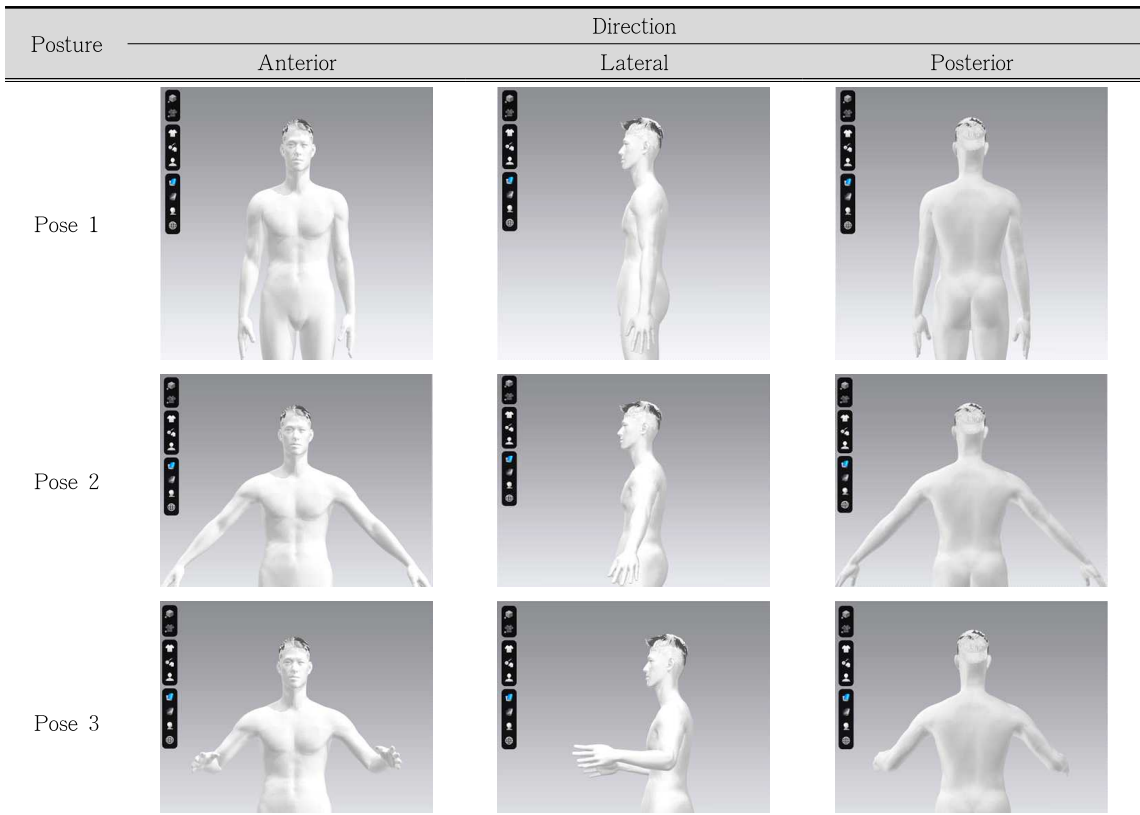 Direction
Posture
Anterior Lateral Posterior
Pose 1
Pose 2
Pose 3